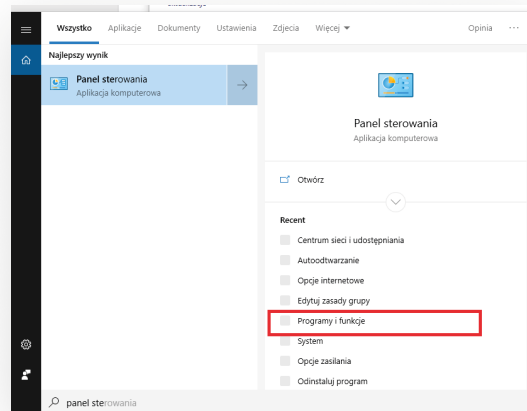 Wszystko Aplikacje Dokumenty Ustawienia Zdjęcia Więcej Opinia ...
Najlepszy wynik
Panel sterowania
Aplikacja komputerowa
Panel sterowania
Aplikacja komputerowa
Otwórz
Recent
Centrum sieci i udostępniania
Autoodtwarzanie
Opcje internetowe
Edytuj zasady grupy
Programy i funkcje
System
Opcje zasilania
Odinstaluj program
panel sterowania